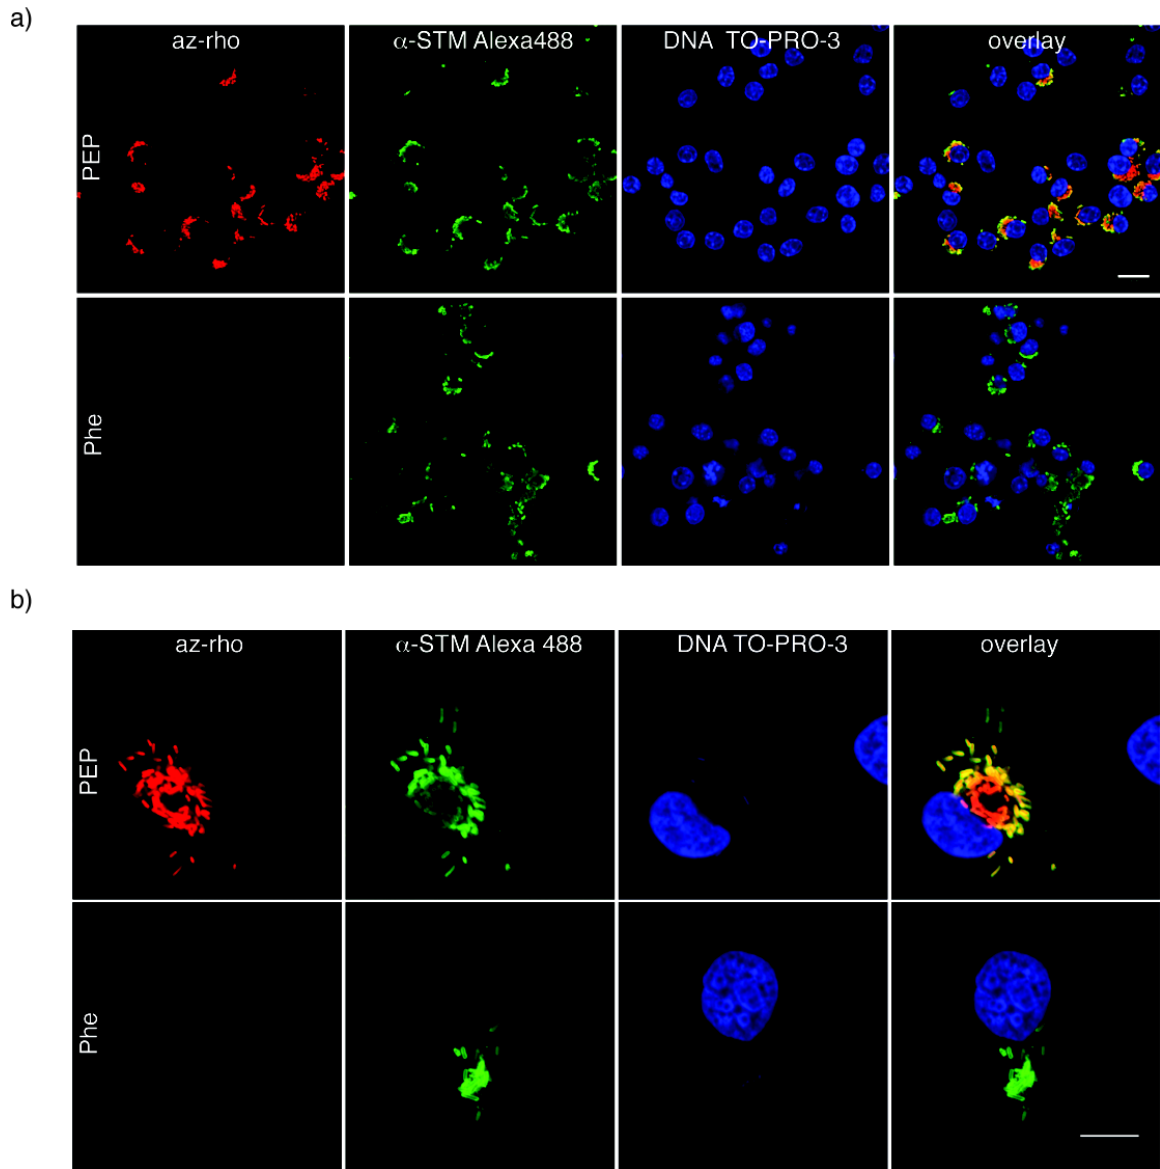 a)
az-rho α-STM Alexa488 DNA TO-PRO-3 overlay
PEP
Phe
b)
az-rho α-STM Alexa 488 DNA TO-PRO-3 overlay
PEP
Phe